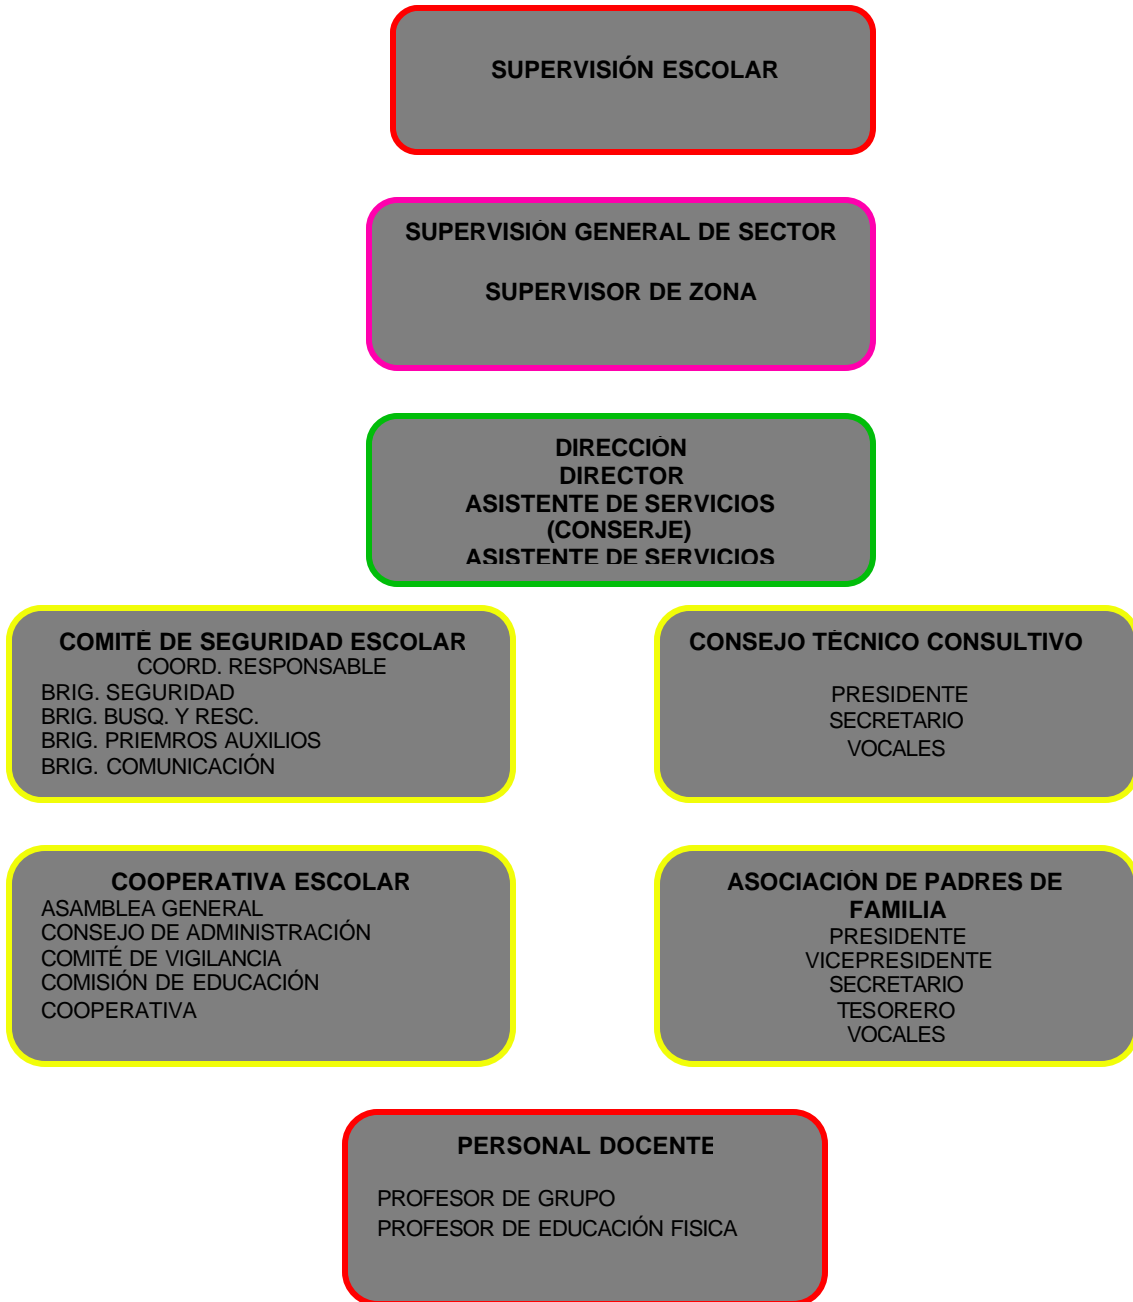 SUPERVISIÓN ESCOLAR
SUPERVISIÓN GENERAL DE SECTOR
SUPERVISOR DE ZONA
DIRECCIÓN
DIRECTOR
ASISTENTE DE SERVICIOS
(CONSERJE)
ASISTENTE DE SERVICIOS
COMITÉ DE SEGURIDAD ESCOLAR
COORD. RESPONSABLE
BRIG. SEGURIDAD
BRIG. BUSQ. Y RESC.
BRIG. PRIEMROS AUXILIOS
BRIG. COMUNICACIÓN
CONSEJO TÉCNICO CONSULTIVO
PRESIDENTE
SECRETARIO
VOCALES
COOPERATIVA ESCOLAR
ASAMBLEA GENERAL
CONSEJO DE ADMINISTRACIÓN
COMITÉ DE VIGILANCIA
COMISIÓN DE EDUCACIÓN
COOPERATIVA
ASOCIACIÓN DE PADRES DE
FAMILIA
PRESIDENTE
VICEPRESIDENTE
SECRETARIO
TESORERO
VOCALES
PERSONAL DOCENTE
PROFESOR DE GRUPO
PROFESOR DE EDUCACIÓN FISICA